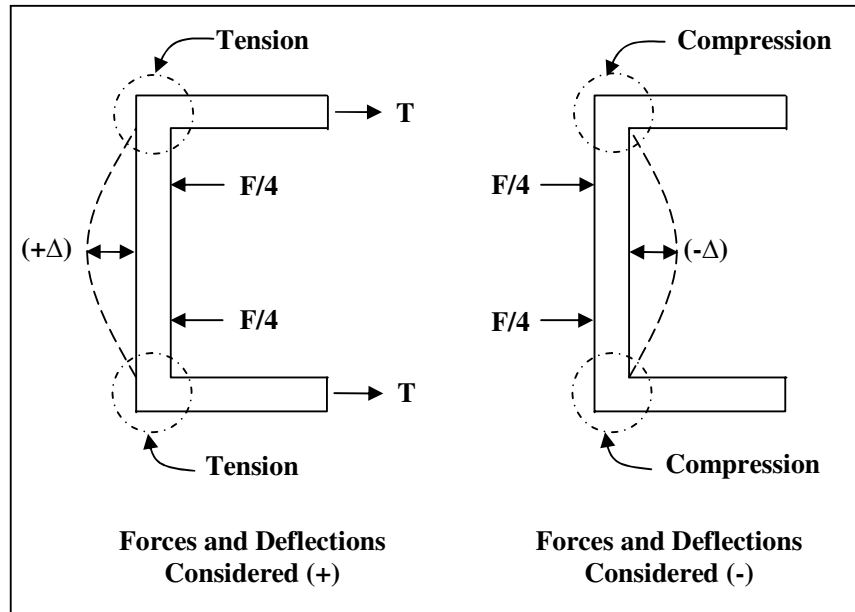 Tension
Compression
T
F/4
F/4
(+Δ)
(-Δ)
F/4
F/4
T
Tension
Compression
Forces and Deflections
Considered (+)
Forces and Deflections
Considered (-)